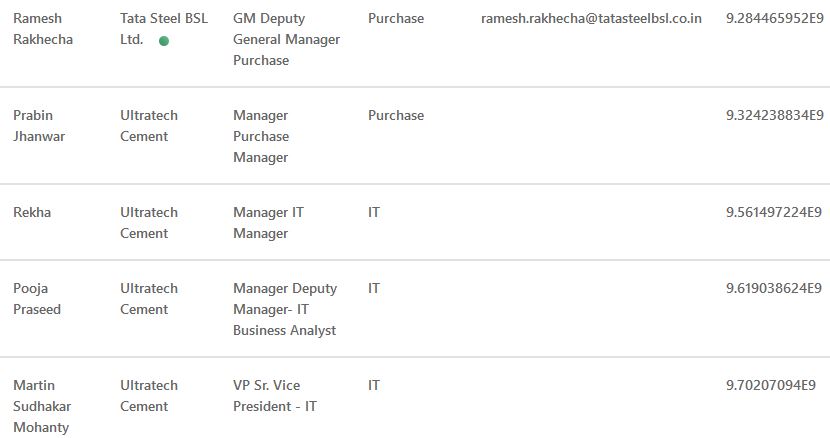 Ramesh Rakhecha
Tata Steel BSL Ltd.
GM Deputy General Manager Purchase
Purchase
ramesh.rakhecha@tatasteelbsl.co.in
9.284465952E9
Prabin Jhanwar
Ultratech Cement
Manager Purchase Manager
Purchase
9.324238834E9
Rekha
Ultratech Cement
Manager IT Manager
IT
9.561497224E9
Pooja Praseed
Ultratech Cement
Manager Deputy Manager- IT Business Analyst
IT
9.619038624E9
Martin Sudhakar Mohanty
Ultratech Cement
VP Sr. Vice President - IT
IT
9.70207094E9